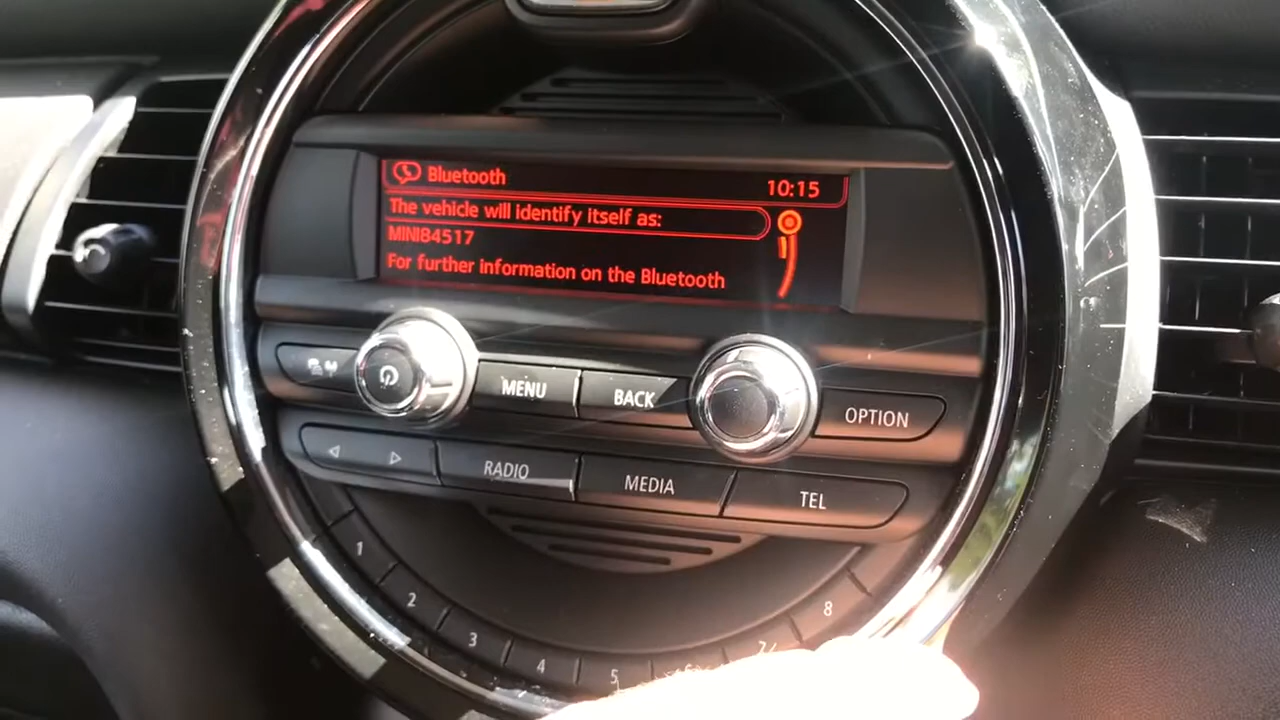 Bluetooth 10:15
The vehicle will identify itself as:
MINI84517
For further information on the Bluetooth
MENU
BACK
OPTION
RADIO
MEDIA
TEL
1
2
3
4
5
7
8